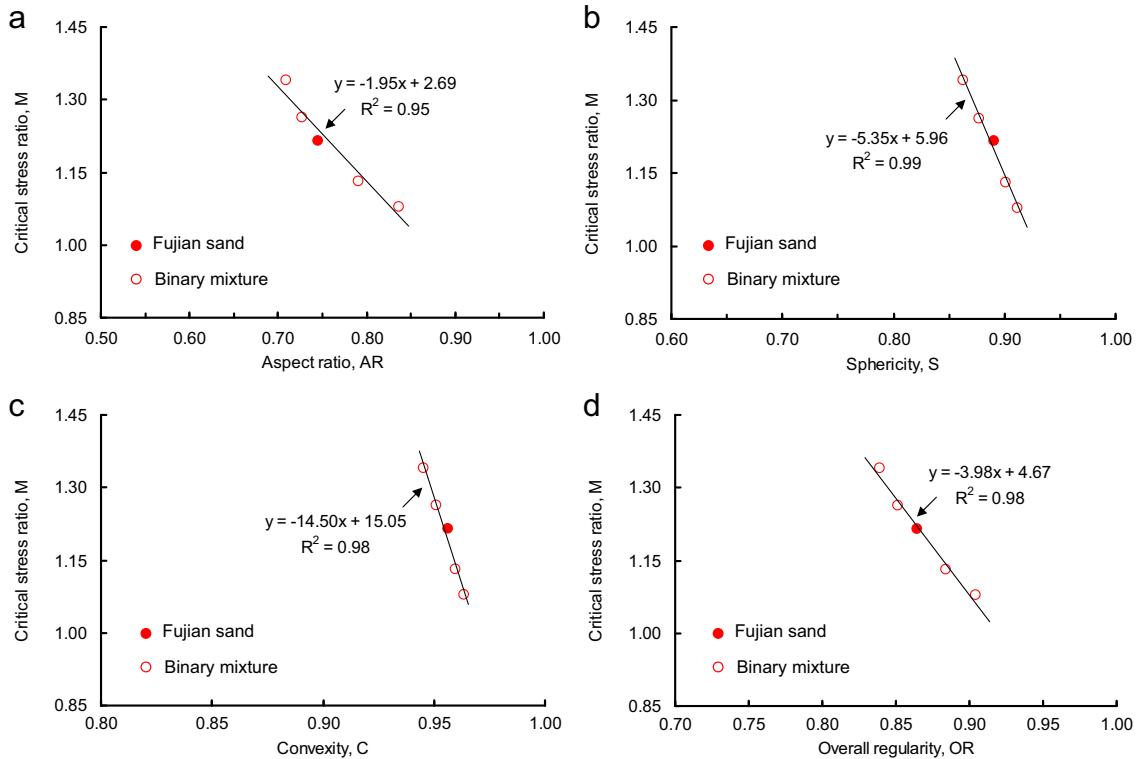 a
1.45
1.30
1.15
1.00
0.85
Critical stress ratio, M
y = -1.95x + 2.69
R² = 0.95
Fujian sand
Binary mixture
0.50 0.60 0.70 0.80 0.90 1.00
Aspect ratio, AR
b
1.45
1.30
1.15
1.00
0.85
Critical stress ratio, M
y = -5.35x + 5.96
R² = 0.99
Fujian sand
Binary mixture
0.60 0.70 0.80 0.90 1.00
Sphericity, S
c
1.45
1.30
1.15
1.00
0.85
Critical stress ratio, M
y = -14.50x + 15.05
R² = 0.98
Fujian sand
Binary mixture
0.80 0.85 0.90 0.95 1.00
Convexity, C
d
1.45
1.30
1.15
1.00
0.85
Critical stress ratio, M
y = -3.98x + 4.67
R² = 0.98
Fujian sand
Binary mixture
0.70 0.75 0.80 0.85 0.90 0.95 1.00
Overall regularity, OR